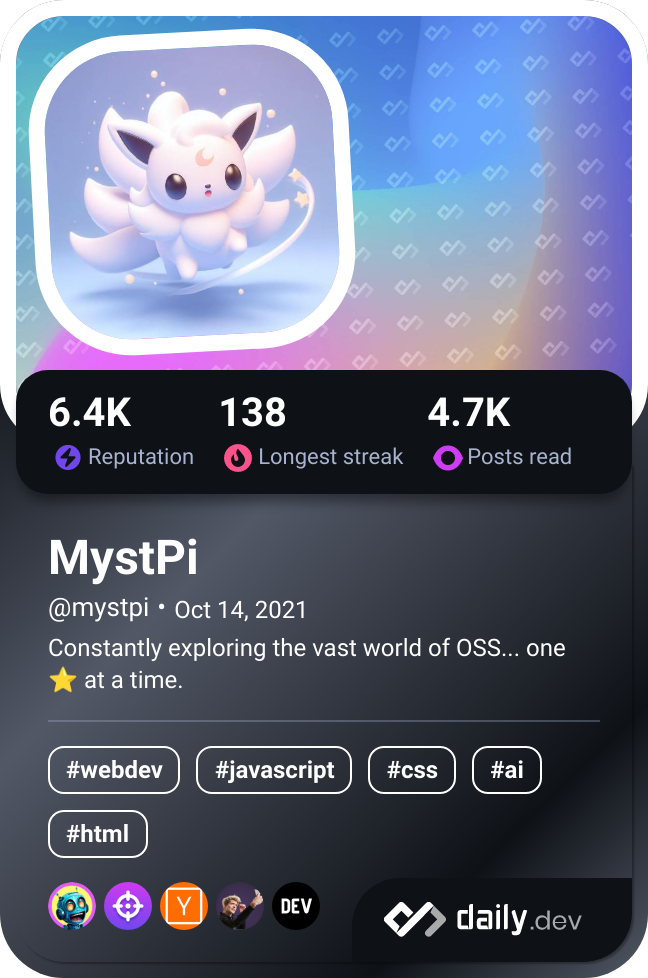 6.4K 138 4.7K
Reputation Longest streak Posts read
MystPi
@mystpi • Oct 14, 2021
Constantly exploring the vast world of OSS... one
⭐ at a time.
#webdev #javascript #css #ai
#html
Y DEV
daily.dev